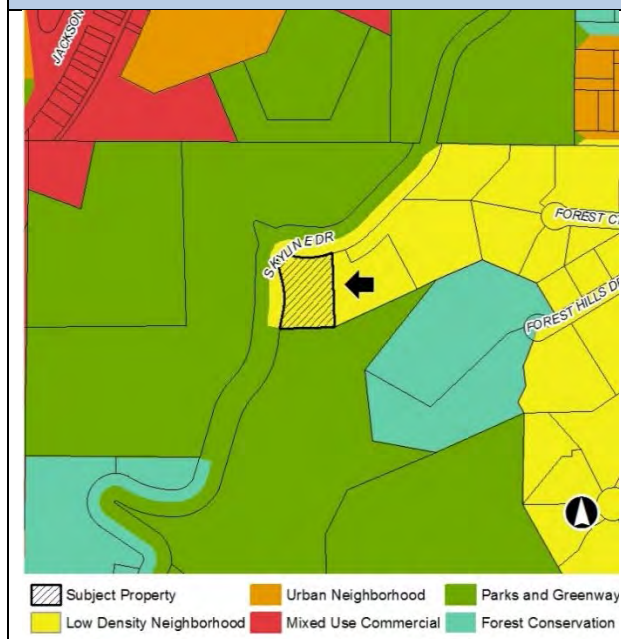 JACKSON
SKYLINE DR
FOREST CT
FOREST HILLS DR
Subject Property
Urban Neighborhood
Parks and Greenway
Low Density Neighborhood
Mixed Use Commercial
Forest Conservation